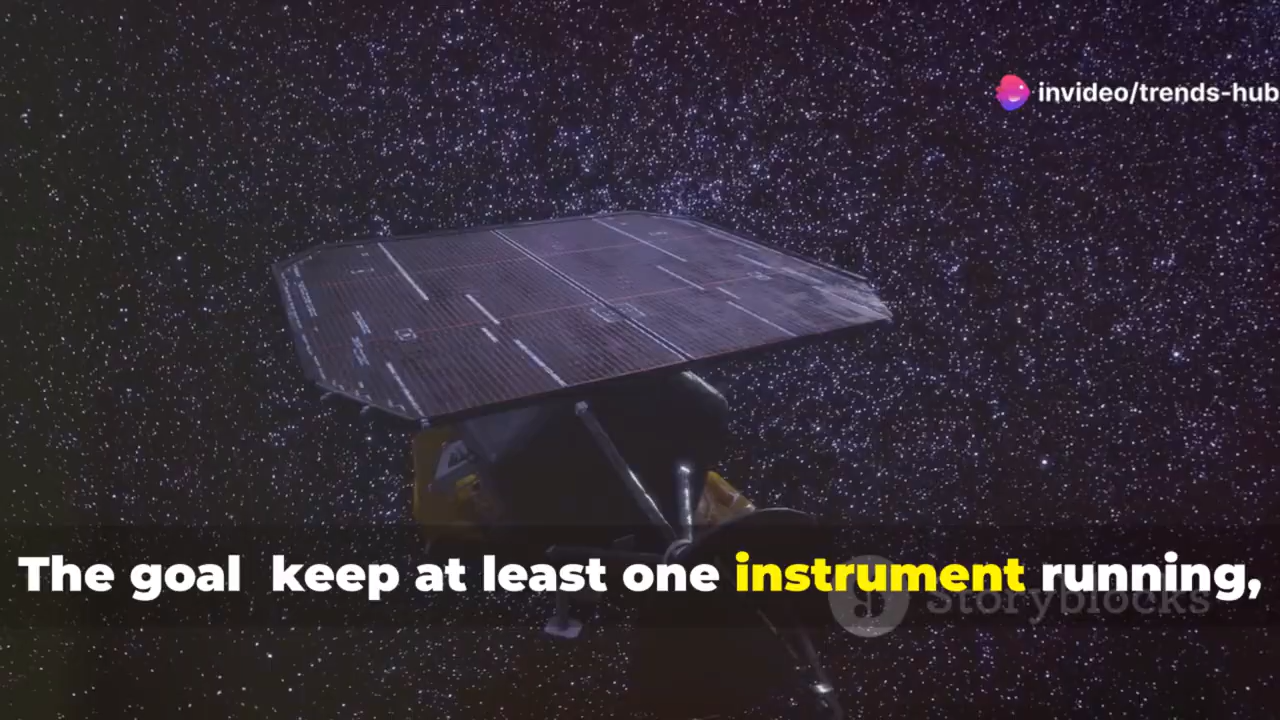 invideo/trends-hub
The goal  keep at least one instrument running,
Storyblocks